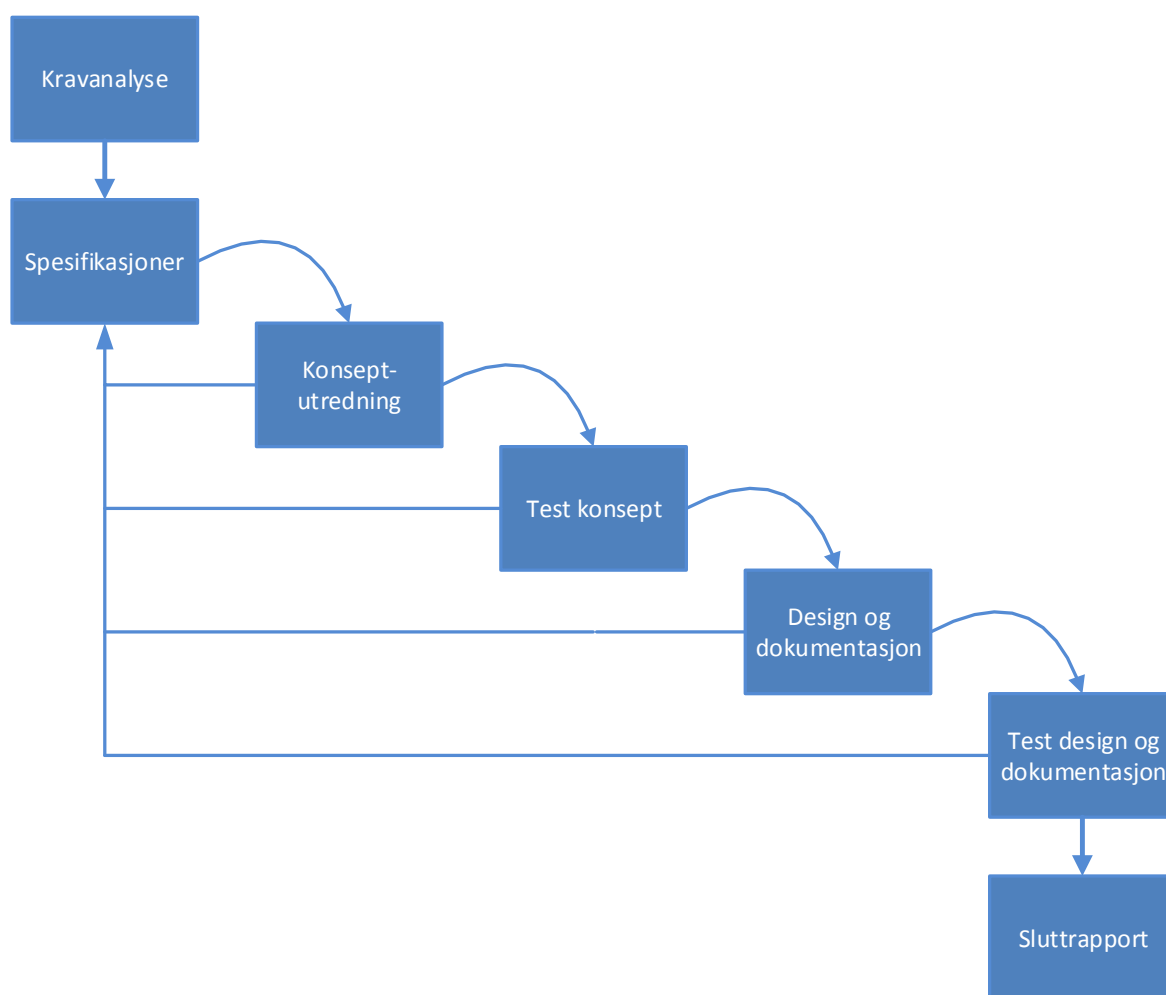 Kravanalyse
Spesifikasjoner
Konsept-
utredning
Test konsept
Design og
dokumentasjon
Test design og
dokumentasjon
Sluttrapport